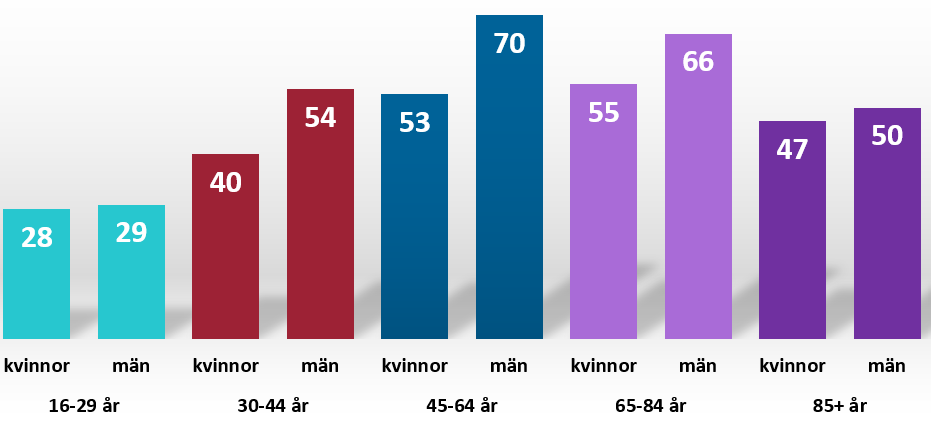 28 29 40 54 53 70 55 66 47 50
kvinnor män kvinnor män kvinnor män kvinnor män kvinnor män
16-29 år 30-44 år 45-64 år 65-84 år 85+ år